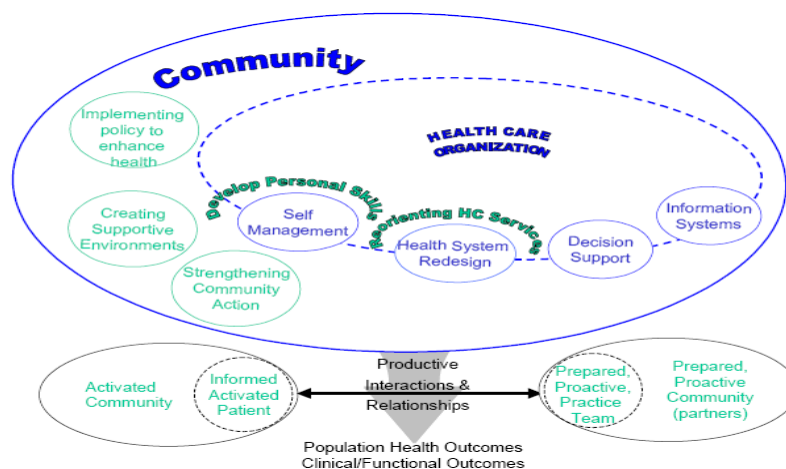 Community
Implementing
policy to
enhance
health
HEALTH CARE
ORGANIZATION
Develop Personal Skills
Creating
Supportive
Environments
Self
Management
Reorienting HC Services
Health System
Redesign
Decision
Support
Information
Systems
Strengthening
Community
Action
Activated
Community
Informed
Activated
Patient
Productive
Interactions &
Relationships
Prepared,
Proactive,
Practice
Team
Prepared,
Proactive
Community
(partners)
Population Health Outcomes
Clinical/Functional Outcomes